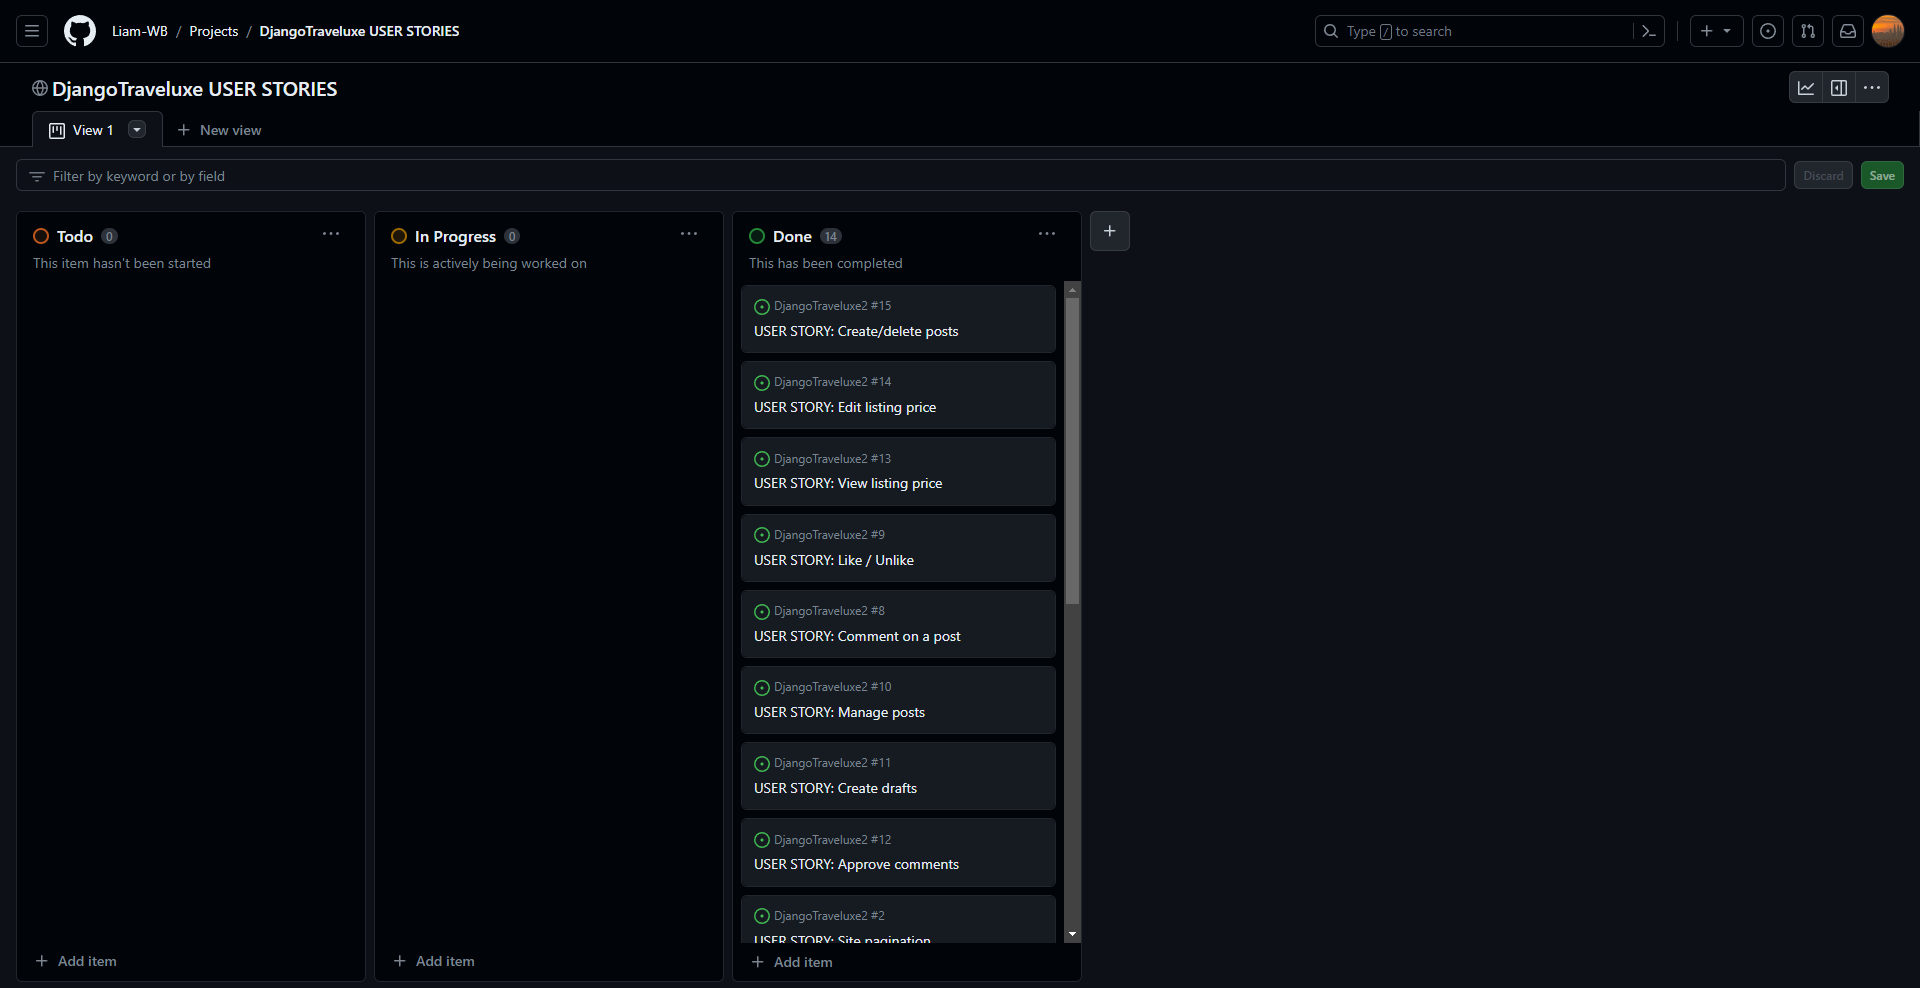 Liam-WB / Projects / DjangoTraveluxe USER STORIES
Type / to search
DjangoTraveluxe USER STORIES
View 1
New view
Filter by keyword or by field
Discard
Save
Todo 0
This item hasn't been started
Add item
In Progress 0
This is actively being worked on
Add item
Done 14
This has been completed
DjangoTraveluxe2 #15
USER STORY: Create/delete posts
DjangoTraveluxe2 #14
USER STORY: Edit listing price
DjangoTraveluxe2 #13
USER STORY: View listing price
DjangoTraveluxe2 #9
USER STORY: Like / Unlike
DjangoTraveluxe2 #8
USER STORY: Comment on a post
DjangoTraveluxe2 #10
USER STORY: Manage posts
DjangoTraveluxe2 #11
USER STORY: Create drafts
DjangoTraveluxe2 #12
USER STORY: Approve comments
DjangoTraveluxe2 #2
USER STORY: Site pagination
Add item